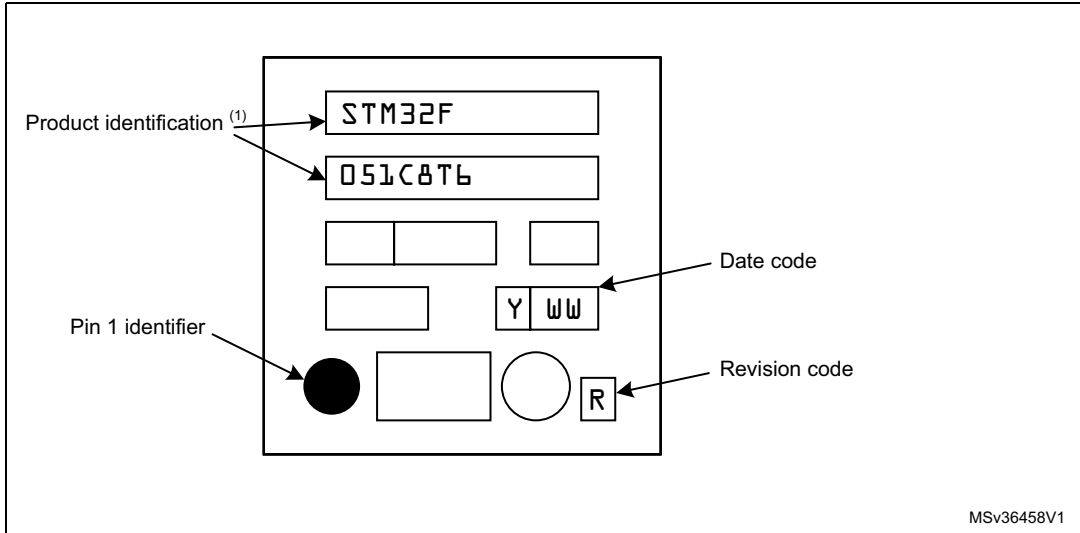 STM32F
Product identification (1)
051C8T6
Date code
Y WW
Pin 1 identifier
Revision code
R
MSv36458V1